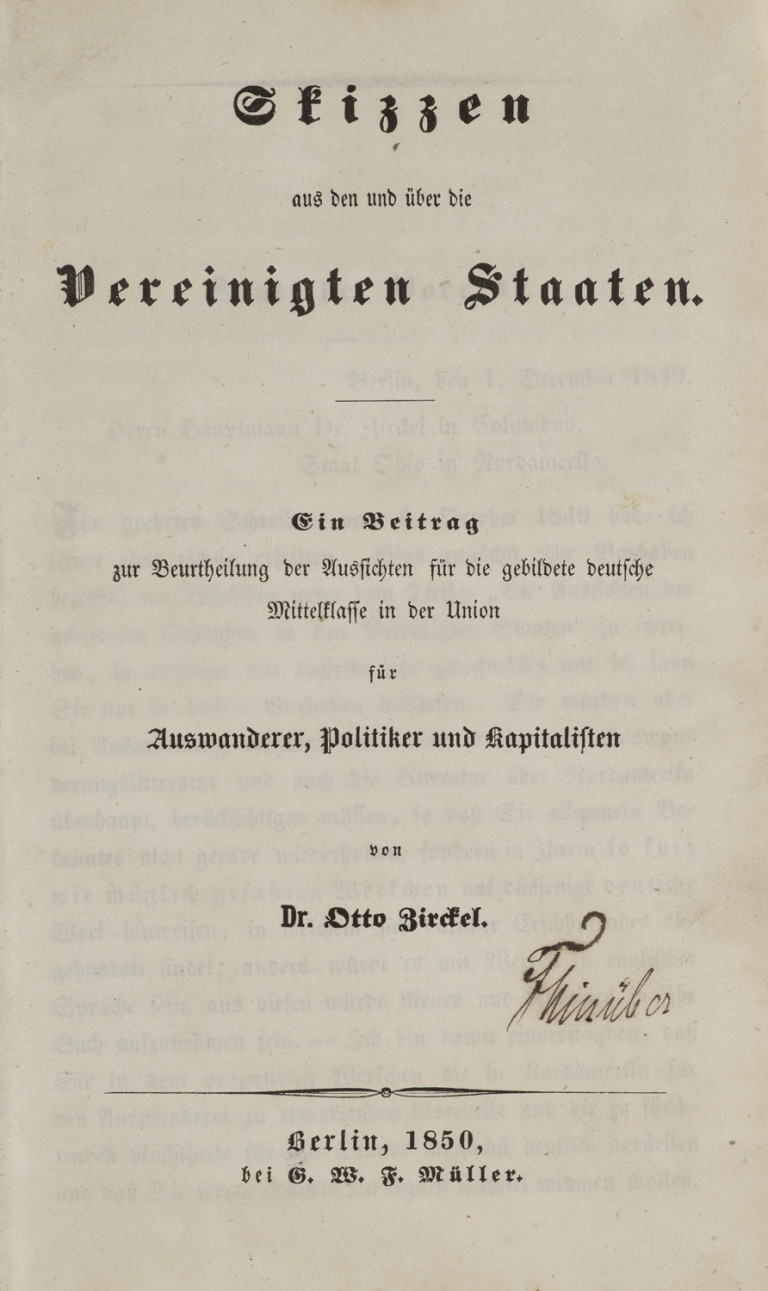 Skizzen
aus den und über die
Vereinigten Staaten.
Ein Beitrag
zur Beurtheilung der Aussichten für die gebildete deutsche
Mittelklasse in der Union
für
Auswanderer, Politiker und Kapitalisten
von
Dr. Otto Zirckel.
Thinüber
Berlin, 1850,
bei G. W. F. Müller.